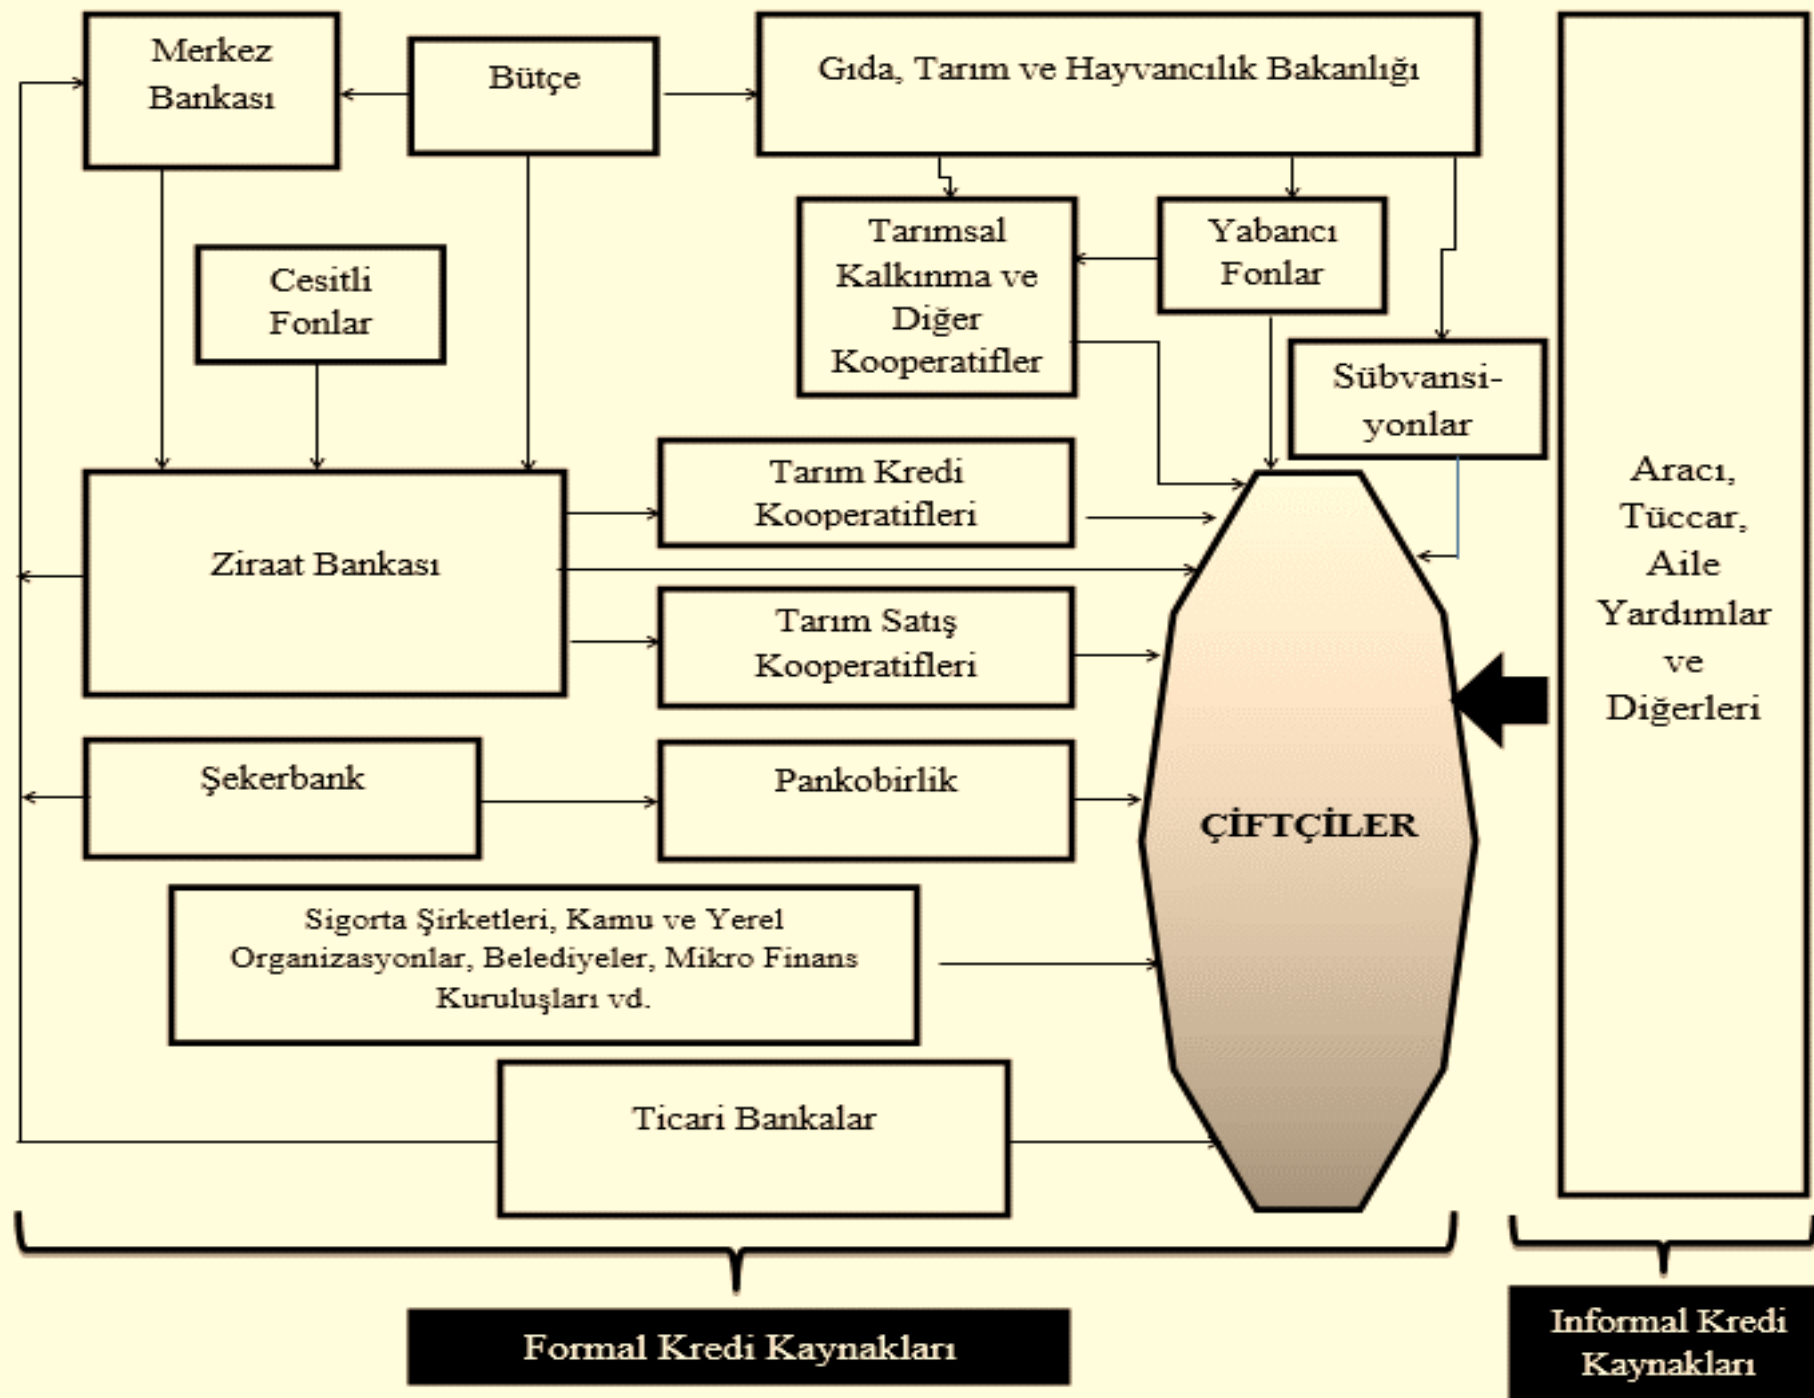 Merkez
Bankası
Bütçe
Gıda, Tarım ve Hayvancılık Bakanlığı
Cesitli
Fonlar
Tarımsal
Kalkınma ve
Diğer
Kooperatifler
Yabancı
Fonlar
Sübvansi-
yonlar
Aracı,
Tüccar,
Aile
Yardımlar
ve
Diğerleri
Ziraat Bankası
Tarım Kredi
Kooperatifleri
Tarım Satış
Kooperatifleri
Şekerbank
Pankobirlik
ÇİFTÇİLER
Sigorta Şirketleri, Kamu ve Yerel
Organizasyonlar, Belediyeler, Mikro Finans
Kuruluşları vd.
Ticari Bankalar
Formal Kredi Kaynakları
Informal Kredi
Kaynakları